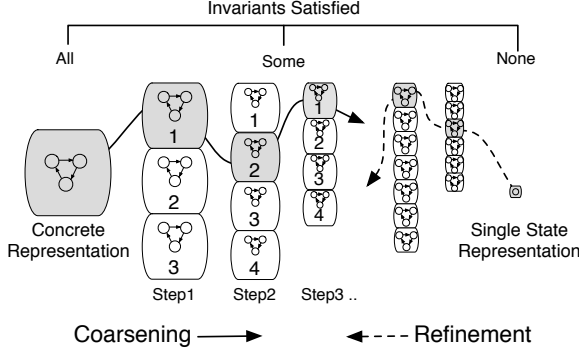 Invariants Satisfied
All
Some
None
1
2
3
1
2
3
4
1
2
3
4
Concrete
Representation
Single State
Representation
Step1
Step2
Step3 ..
Coarsening
Refinement